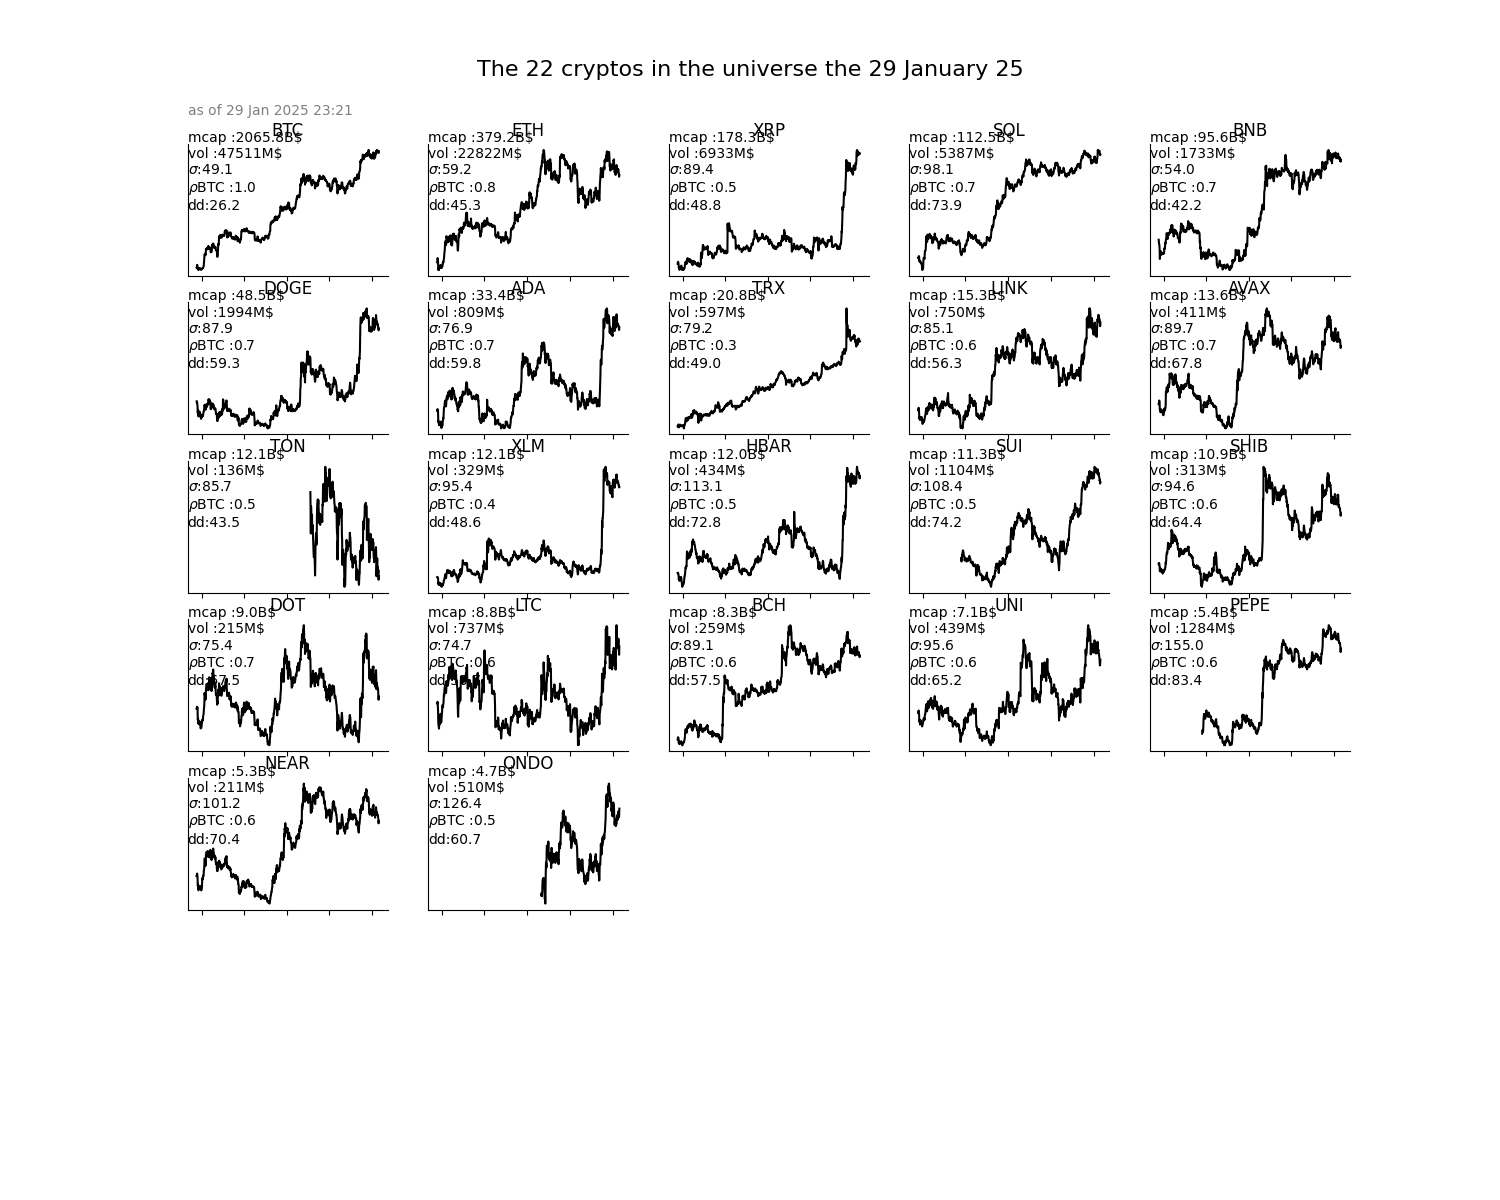 The 22 cryptos in the universe the 29 January 25
as of 29 Jan 2025 23:21
BTC
mcap :2065.8B$
vol :47511M$
σ:49.1
ρBTC :1.0
dd:26.2
ETH
mcap :379.2B$
vol :22822M$
σ:59.2
ρBTC :0.8
dd:45.3
XRP
mcap :178.3B$
vol :6933M$
σ:89.4
ρBTC :0.5
dd:48.8
SOL
mcap :112.5B$
vol :5387M$
σ:98.1
ρBTC :0.7
dd:73.9
BNB
mcap :95.6B$
vol :1733M$
σ:54.0
ρBTC :0.7
dd:42.2
DOGE
mcap :48.5B$
vol :1994M$
σ:87.9
ρBTC :0.7
dd:59.3
ADA
mcap :33.4B$
vol :809M$
σ:76.9
ρBTC :0.7
dd:59.8
TRX
mcap :20.8B$
vol :597M$
σ:79.2
ρBTC :0.3
dd:49.0
LINK
mcap :15.3B$
vol :750M$
σ:85.1
ρBTC :0.6
dd:56.3
AVAX
mcap :13.6B$
vol :411M$
σ:89.7
ρBTC :0.7
dd:67.8
TON
mcap :12.1B$
vol :136M$
σ:85.7
ρBTC :0.5
dd:43.5
XLM
mcap :12.1B$
vol :329M$
σ:95.4
ρBTC :0.4
dd:48.6
HBAR
mcap :12.0B$
vol :434M$
σ:113.1
ρBTC :0.5
dd:72.8
SUI
mcap :11.3B$
vol :1104M$
σ:108.4
ρBTC :0.5
dd:74.2
SHIB
mcap :10.9B$
vol :313M$
σ:94.6
ρBTC :0.6
dd:64.4
DOT
mcap :9.0B$
vol :215M$
σ:75.4
ρBTC :0.7
LTC
mcap :8.8B$
vol :737M$
σ:74.7
ρBTC :0.6
BCH
mcap :8.3B$
vol :259M$
σ:89.1
ρBTC :0.6
dd:57.5
UNI
mcap :7.1B$
vol :439M$
σ:95.6
ρBTC :0.6
dd:65.2
PEPE
mcap :5.4B$
vol :1284M$
σ:155.0
ρBTC :0.6
dd:83.4
NEAR
mcap :5.3B$
vol :211M$
σ:101.2
ρBTC :0.6
dd:70.4
ONDO
mcap :4.7B$
vol :510M$
σ:126.4
ρBTC :0.5
dd:60.7